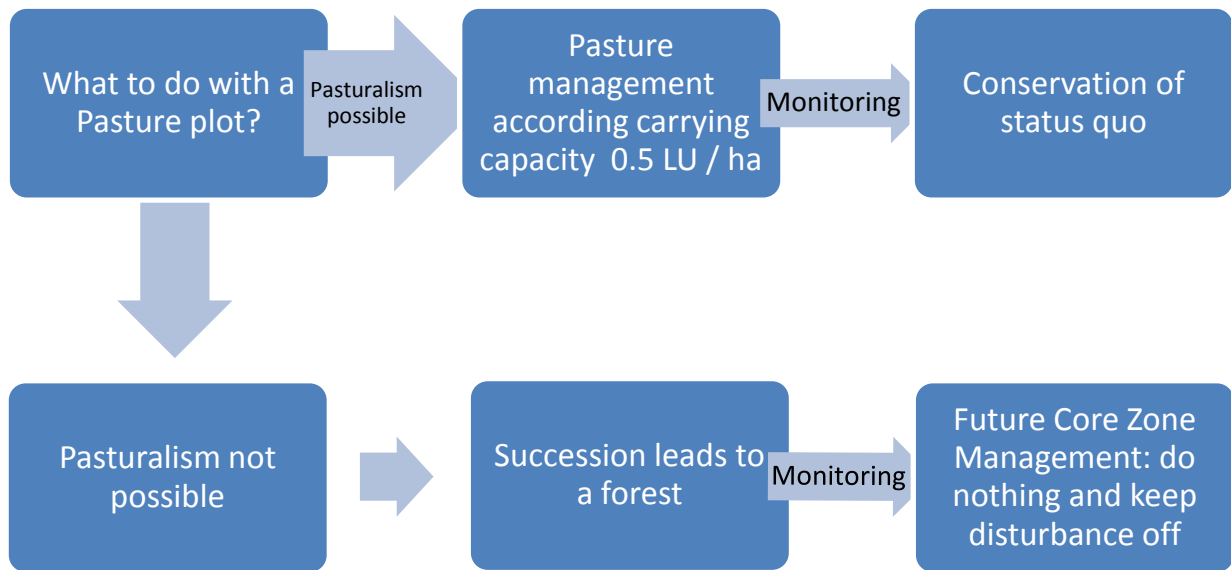 What to do with a
Pasture plot?
Pasturalism
possible
Pasture
management
according carrying
capacity 0.5 LU / ha
Monitoring
Conservation of
status quo
Pasturalism not
possible
Succession leads to
a forest
Monitoring
Future Core Zone
Management: do
nothing and keep
disturbance off